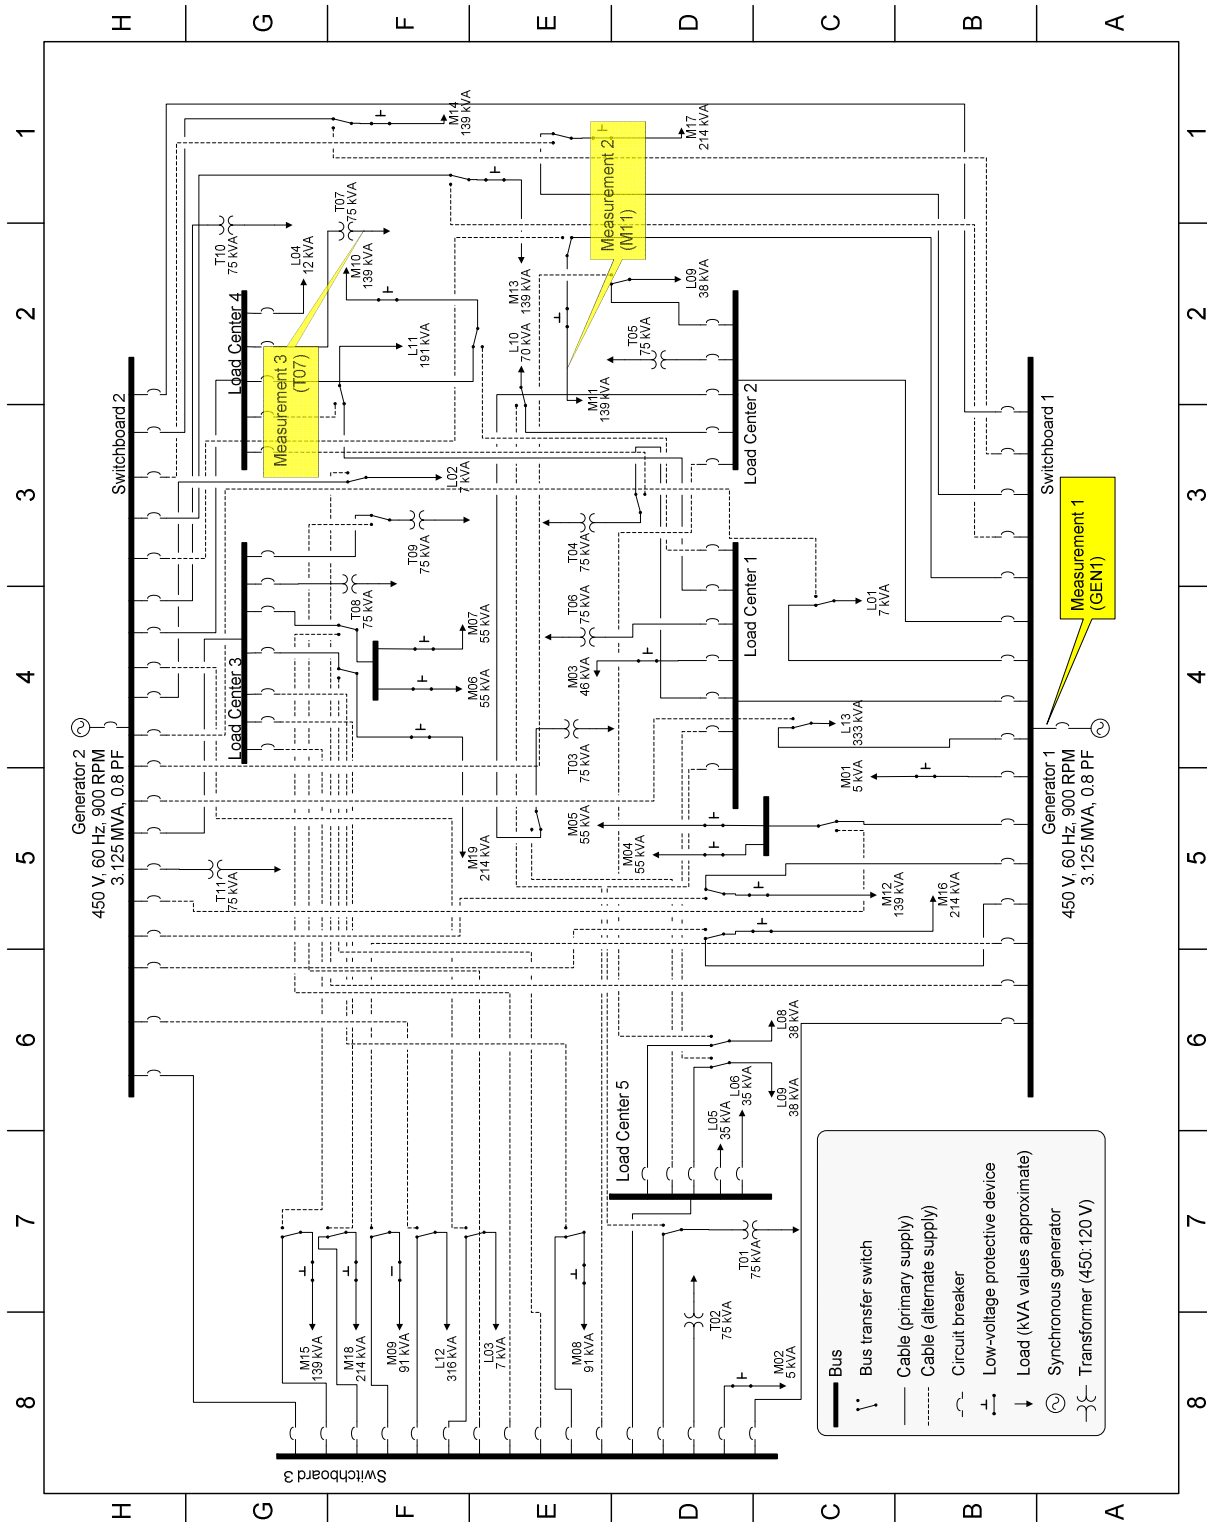 H
G
F
E
D
C
B
A
1
2
3
4
5
6
7
8
1
2
3
4
5
6
7
8
H
G
F
E
D
C
B
A
Switchboard 2
Generator 2
450 V, 60 Hz, 900 RPM
3.125 MVA, 0.8 PF
Switchboard 1
Generator 1
450 V, 60 Hz, 900 RPM
3.125 MVA, 0.8 PF
Switchboard 3
Load Center 4
Load Center 3
Load Center 2
Load Center 1
Load Center 5
Measurement 1
(GEN1)
Measurement 2
(M11)
Measurement 3
(T07)
M14
139 kVA
M17
214 kVA
T10
75 kVA
L04
12 kVA
T07
75 kVA
M10
139 kVA
L11
191 kVA
M13
139 kVA
L10
70 kVA
M11
139 kVA
L09
38 kVA
T05
75 kVA
L02
7 kVA
T09
75 kVA
T08
75 kVA
T04
75 kVA
T06
75 kVA
M07
55 kVA
M06
55 kVA
M03
46 kVA
L01
7 kVA
L13
333 kVA
T03
75 kVA
M01
5 kVA
M05
55 kVA
M04
55 kVA
M19
214 kVA
T11
75 kVA
M12
139 kVA
M16
214 kVA
L08
38 kVA
L09
38 kVA
L06
35 kVA
L05
35 kVA
T01
75 kVA
T02
75 kVA
M02
5 kVA
M15
139 kVA
M18
214 kVA
M09
91 kVA
L12
316 kVA
L03
7 kVA
M08
91 kVA
Bus
Bus transfer switch
Cable (primary supply)
Cable (alternate supply)
Circuit breaker
Low-voltage protective device
Load (kVA values approximate)
Synchronous generator
Transformer (450:120 V)